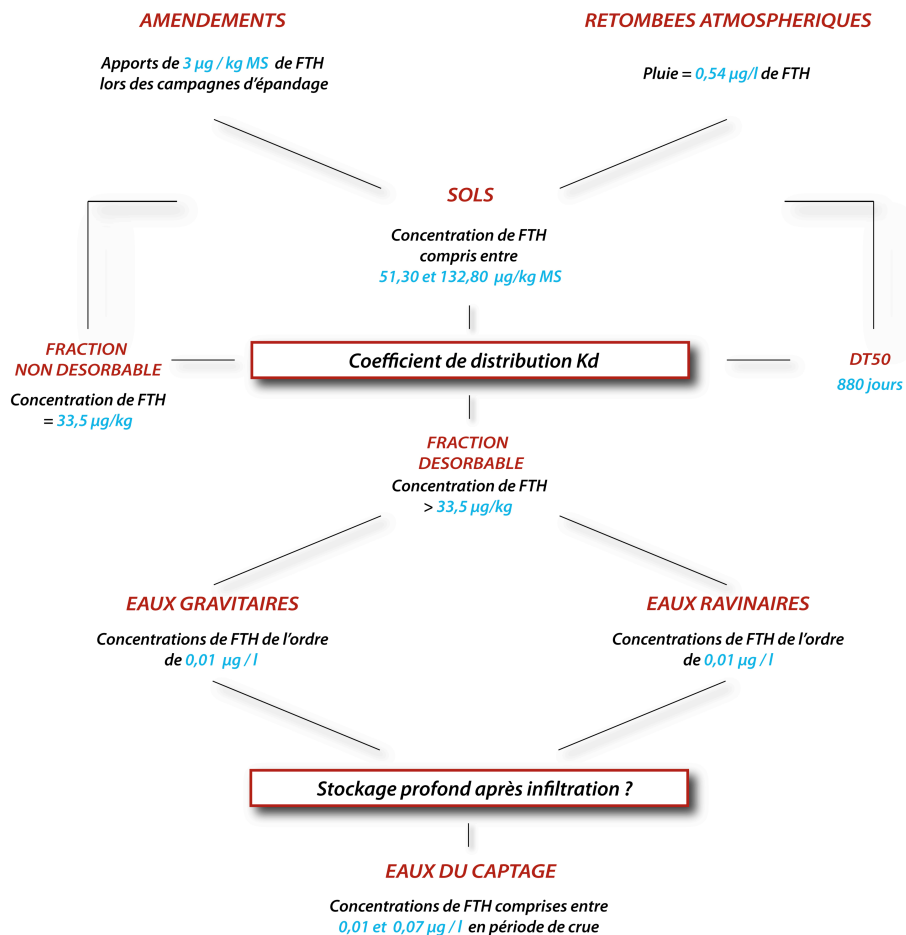 AMENDEMENTS
Apports de 3 µg / kg MS de FTH
lors des campagnes d'épandage
RETOMBEES ATMOSPHERIQUES
Pluie = 0,54 µg/l de FTH
SOLS
Concentration de FTH
compris entre
51,30 et 132,80 µg/kg MS
FRACTION
NON DESORBABLE
Concentration de FTH
= 33,5 µg/kg
Coefficient de distribution Kd
DT50
880 jours
FRACTION
DESORBABLE
Concentration de FTH
> 33,5 µg/kg
EAUX GRAVITAIRES
Concentrations de FTH de l'ordre
de 0,01 µg / l
EAUX RAVINAIRES
Concentrations de FTH de l'ordre
de 0,01 µg / l
Stockage profond après infiltration ?
EAUX DU CAPTAGE
Concentrations de FTH comprises entre
0,01 et 0,07 µg / l en période de crue